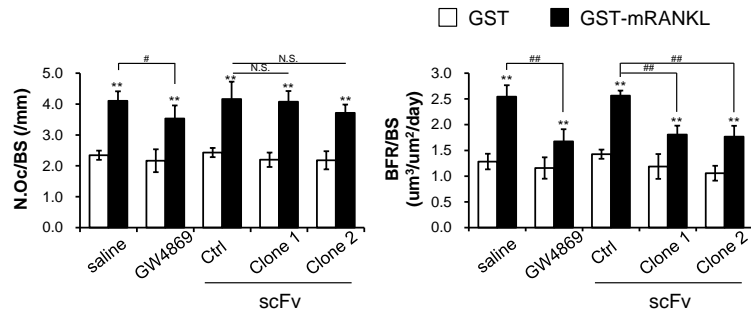 GST GST-mRANKL
N.Oc/BS (/mm)
5.0
4.0
3.0
2.0
1.0
0.0
#
N.S.
N.S.
** ** ** ** **
saline GW4869 Ctrl Clone 1 Clone 2
scFv
BFR/BS
(um³/um²/day)
3.0
2.5
2.0
1.5
1.0
0.5
0.0
##
##
##
** ** ** ** **
saline GW4869 Ctrl Clone 1 Clone 2
scFv